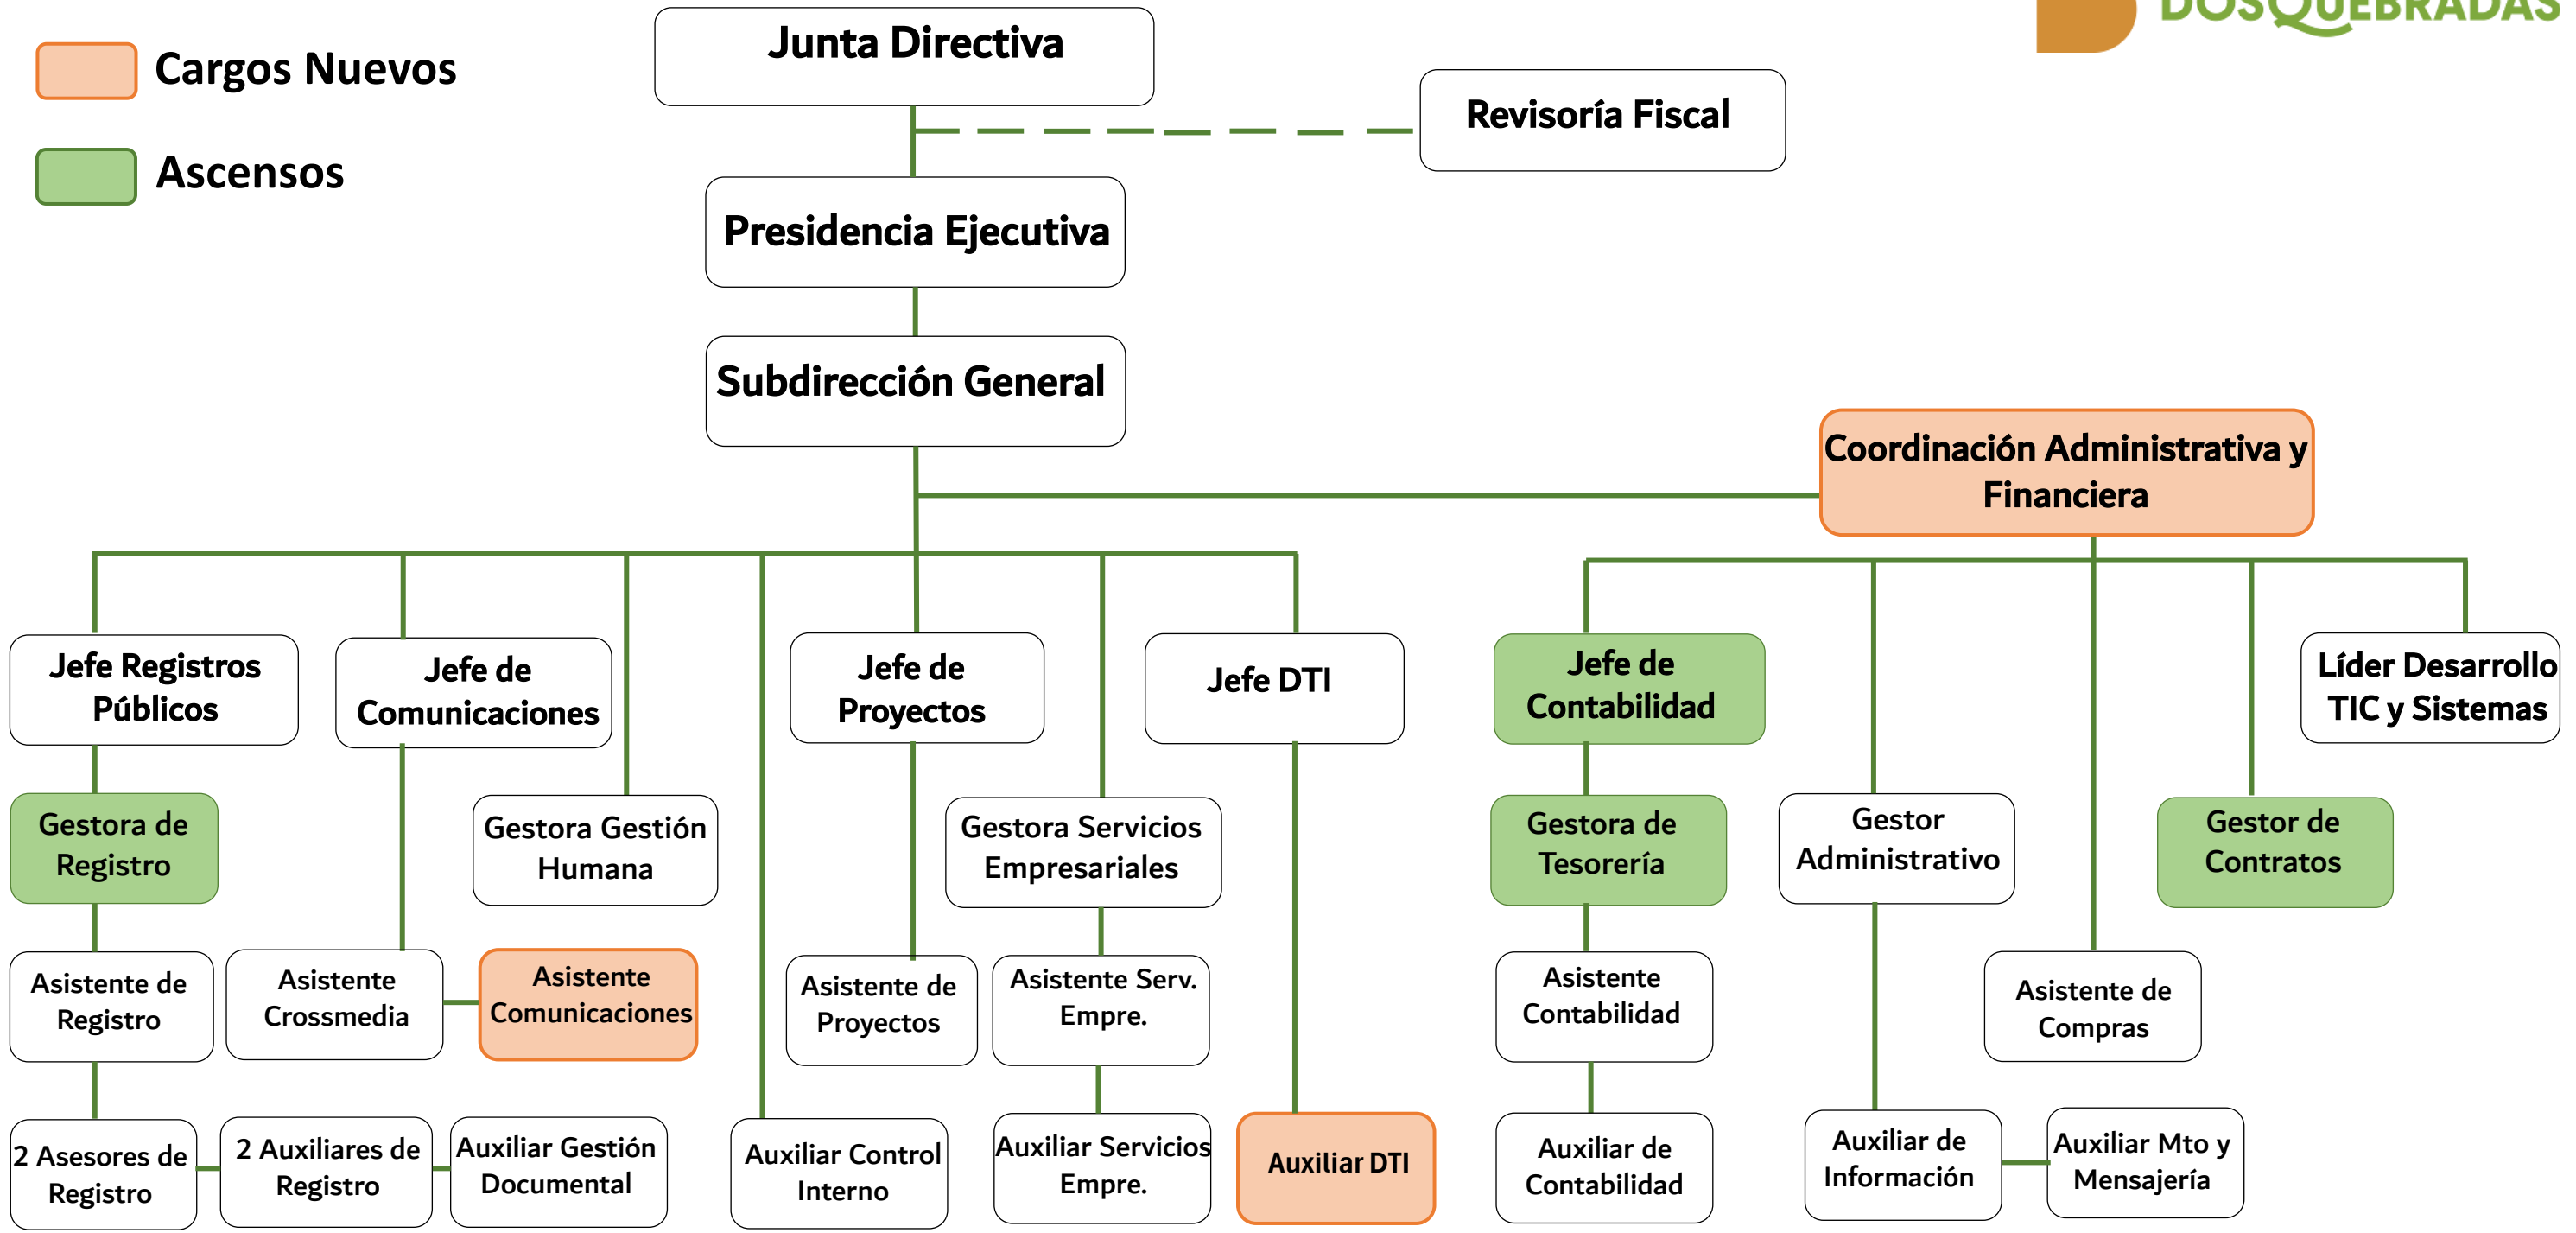 DOSQUEBRADAS
Cargos Nuevos
Ascensos
Junta Directiva
Revisoría Fiscal
Presidencia Ejecutiva
Subdirección General
Coordinación Administrativa y
Financiera
Jefe Registros
Públicos
Jefe de
Comunicaciones
Jefe de
Proyectos
Jefe DTI
Jefe de
Contabilidad
Líder Desarrollo
TIC y Sistemas
Gestora de
Registro
Gestora Gestión
Humana
Gestora Servicios
Empresariales
Gestora de
Tesorería
Gestor
Administrativo
Gestor de
Contratos
Asistente de
Registro
Asistente
Crossmedia
Asistente
Comunicaciones
Asistente de
Proyectos
Asistente Serv.
Empre.
Asistente
Contabilidad
Asistente de
Compras
2 Asesores de
Registro
2 Auxiliares de
Registro
Auxiliar Gestión
Documental
Auxiliar Control
Interno
Auxiliar Servicios
Empre.
Auxiliar DTI
Auxiliar de
Contabilidad
Auxiliar de
Información
Auxiliar Mto y
Mensajería